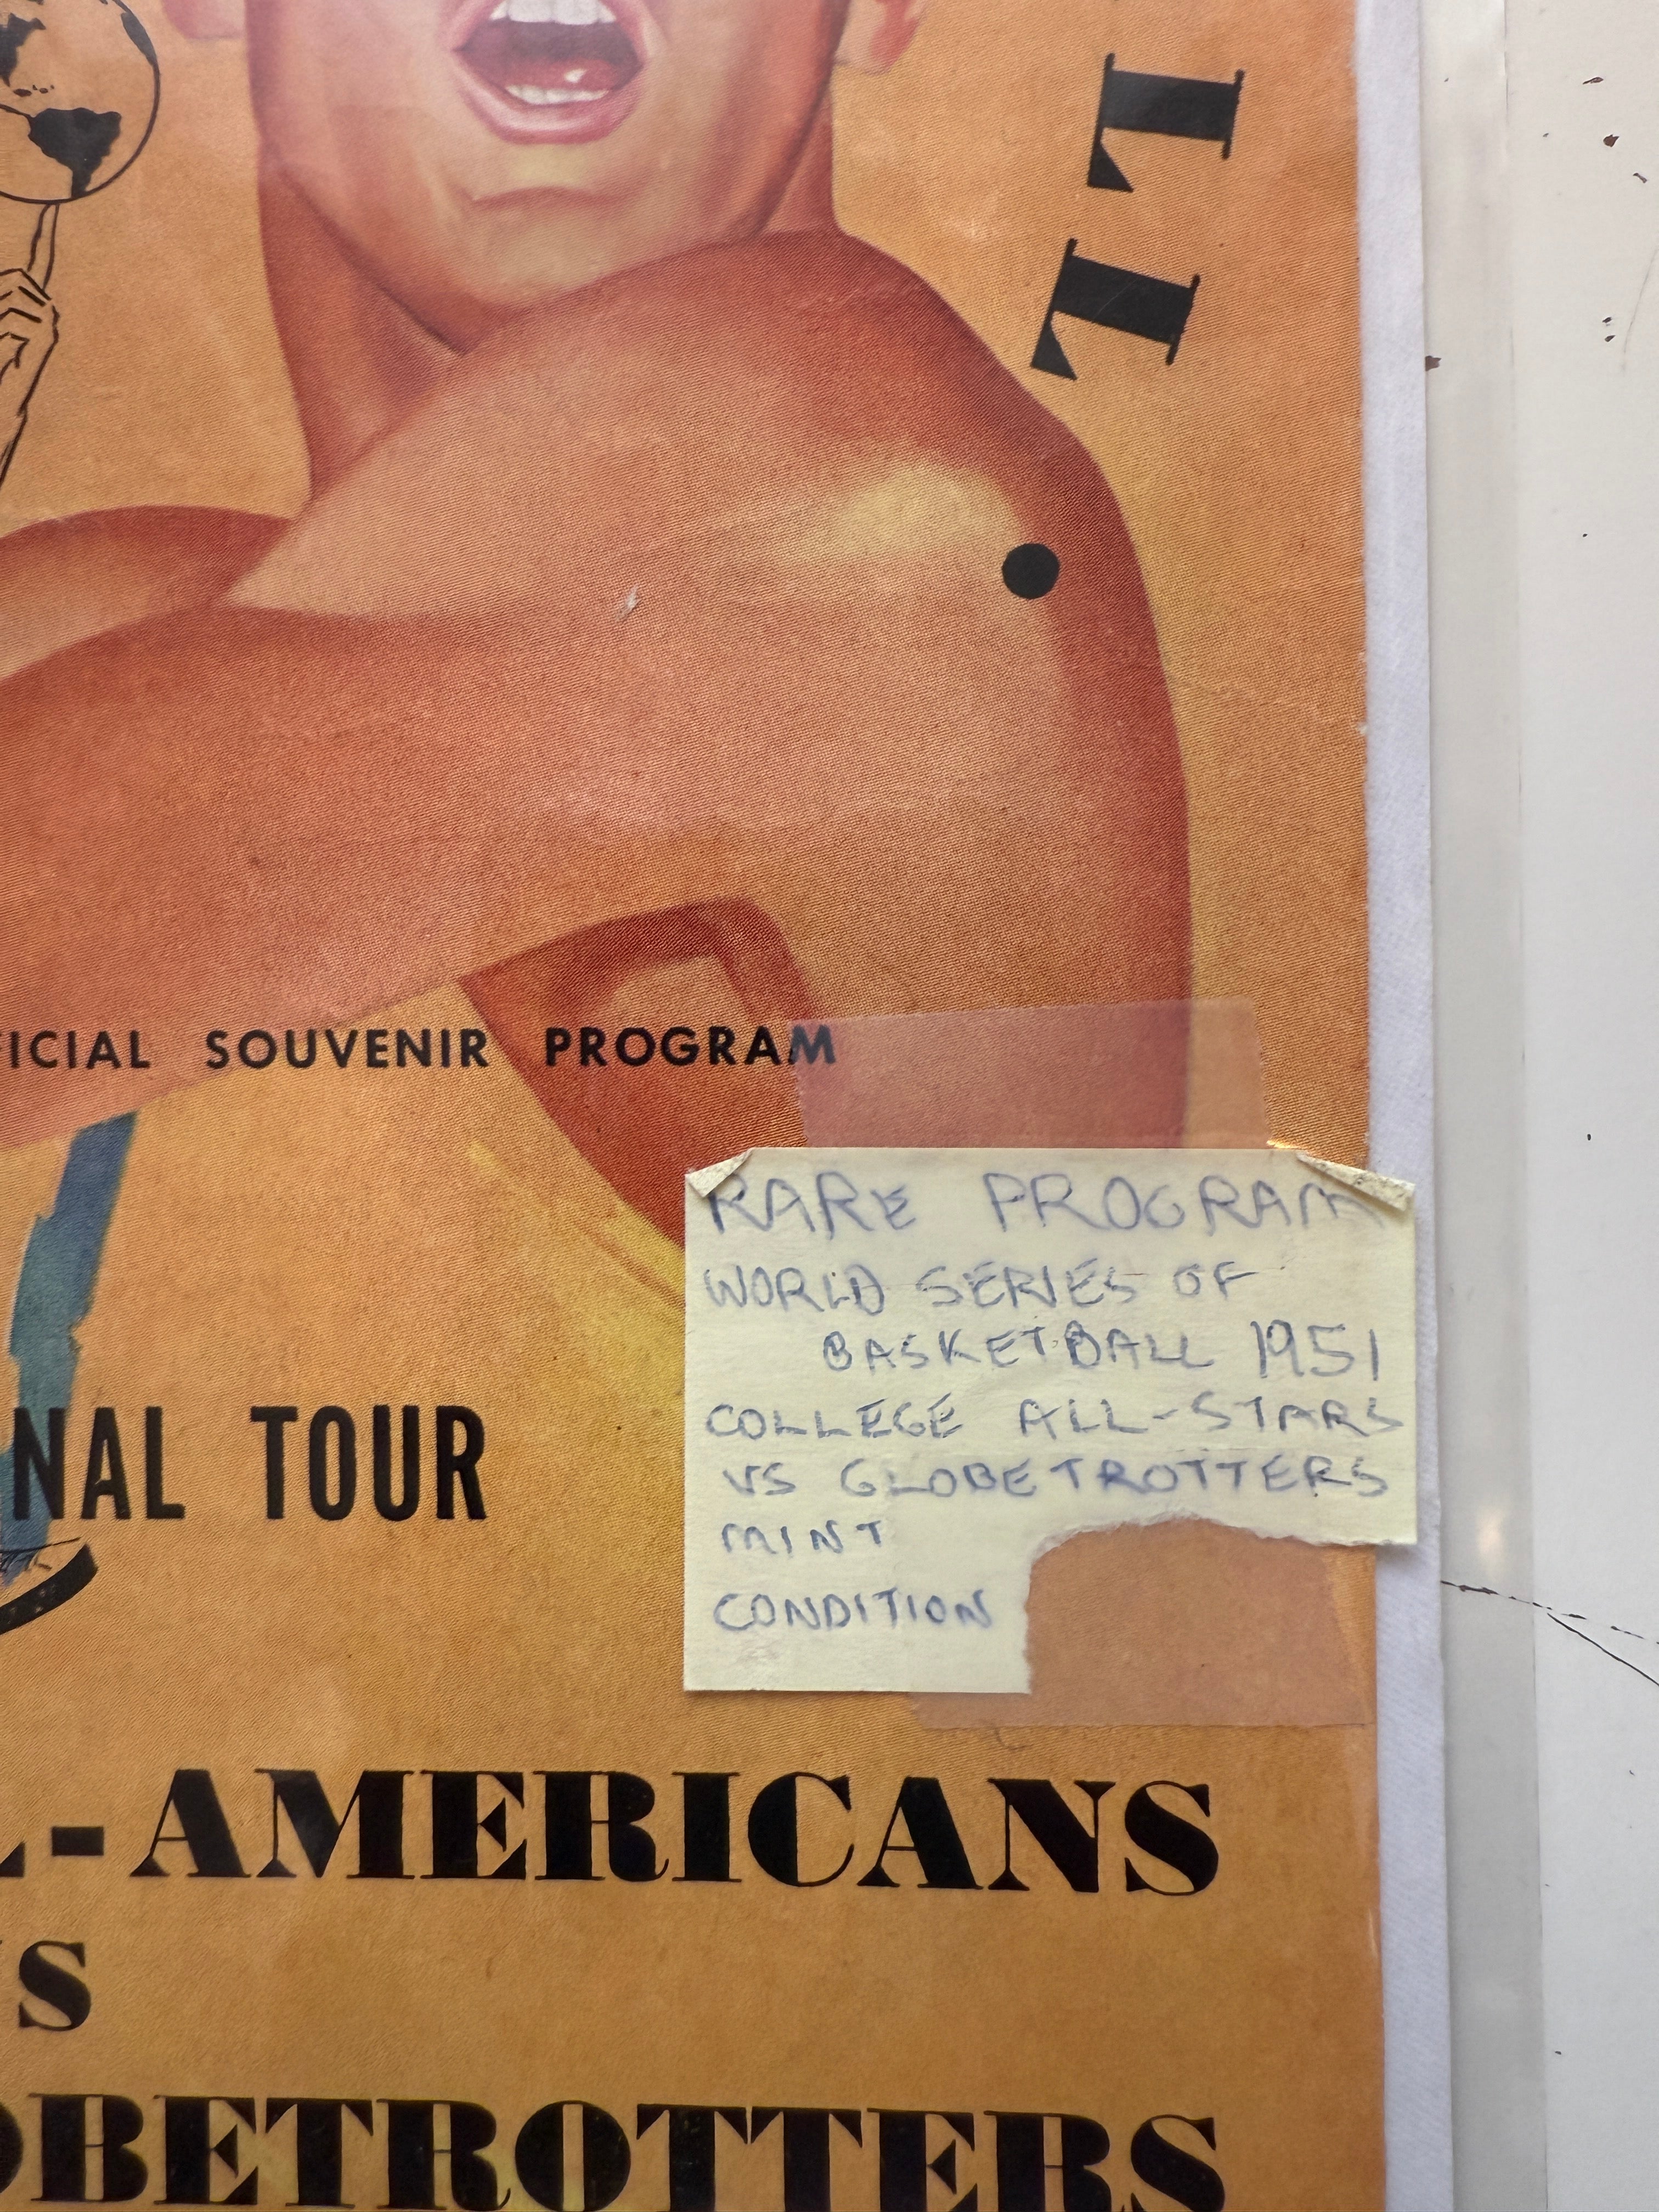 LL
FICIAL SOUVENIR PROGRAM
NAL TOUR
RARE PROGRAM
WORLD SERIES OF
BASKETBALL 1951
COLLEGE ALL-STARS
VS GLOBETROTTERS
MINT
CONDITION
L-AMERICANS
VS
OBETROTTERS